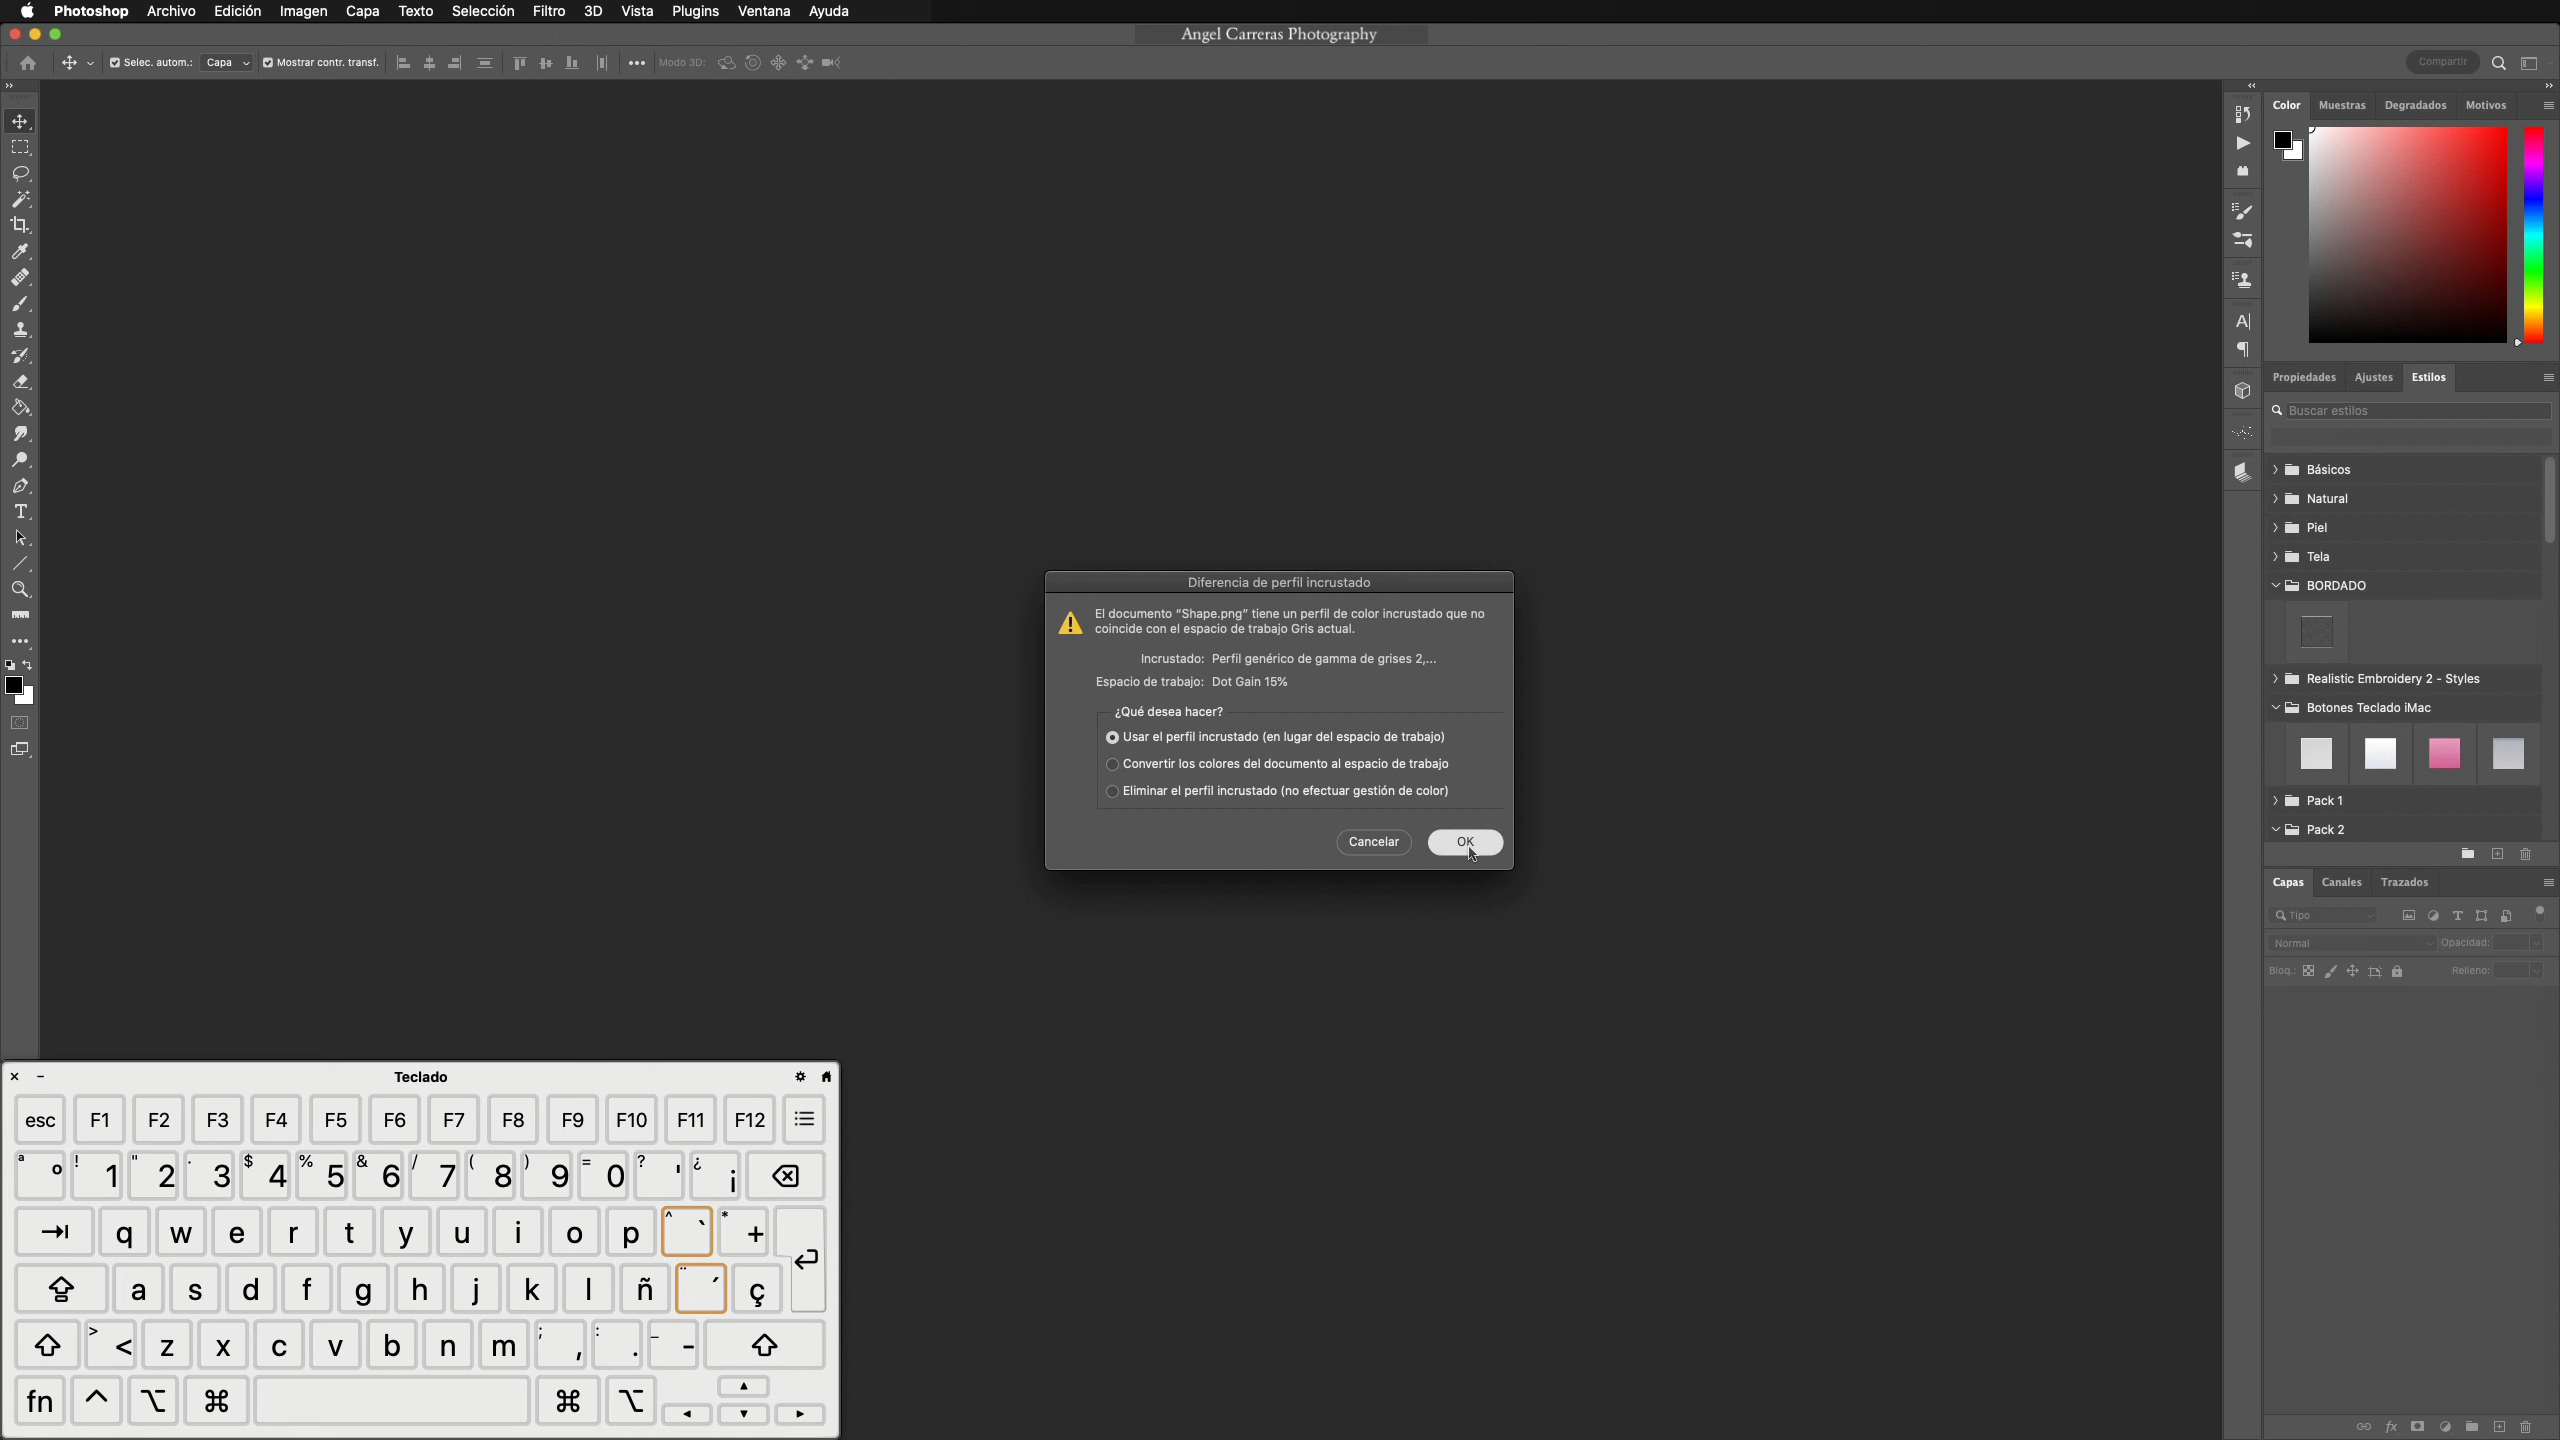 Photoshop Archivo Edición Imagen Capa Texto Selección Filtro 3D Vista Plugins Ventana Ayuda
Angel Carreras Photography
Selec. autom.: Capa Mostrar contr. transf. Modo 3D: Compartir
Color Muestras Degradados Motivos
Propiedades Ajustes Estilos
Buscar estilos
Básicos
Natural
Piel
Tela
BORDADO
Realistic Embroidery 2 - Styles
Botones Teclado iMac
Pack 1
Pack 2
Capas Canales Trazados
Tipo
Normal Opacidad:
Bloq.: Relleno:
Diferencia de perfil incrustado
El documento "Shape.png" tiene un perfil de color incrustado que no
coincide con el espacio de trabajo Gris actual.
Incrustado: Perfil genérico de gamma de grises 2,...
Espacio de trabajo: Dot Gain 15%
¿Qué desea hacer?
Usar el perfil incrustado (en lugar del espacio de trabajo)
Convertir los colores del documento al espacio de trabajo
Eliminar el perfil incrustado (no efectuar gestión de color)
Cancelar OK
Teclado
esc F1 F2 F3 F4 F5 F6 F7 F8 F9 F10 F11 F12
ª º ! 1 " 2 · 3 $ 4 % 5 & 6 / 7 ( 8 ) 9 = 0 ? ' ¿ ¡
q w e r t y u i o p ^ ` * +
a s d f g h j k l ñ ¨ ´ ç
> < z x c v b n m ; , : . _ -
fn